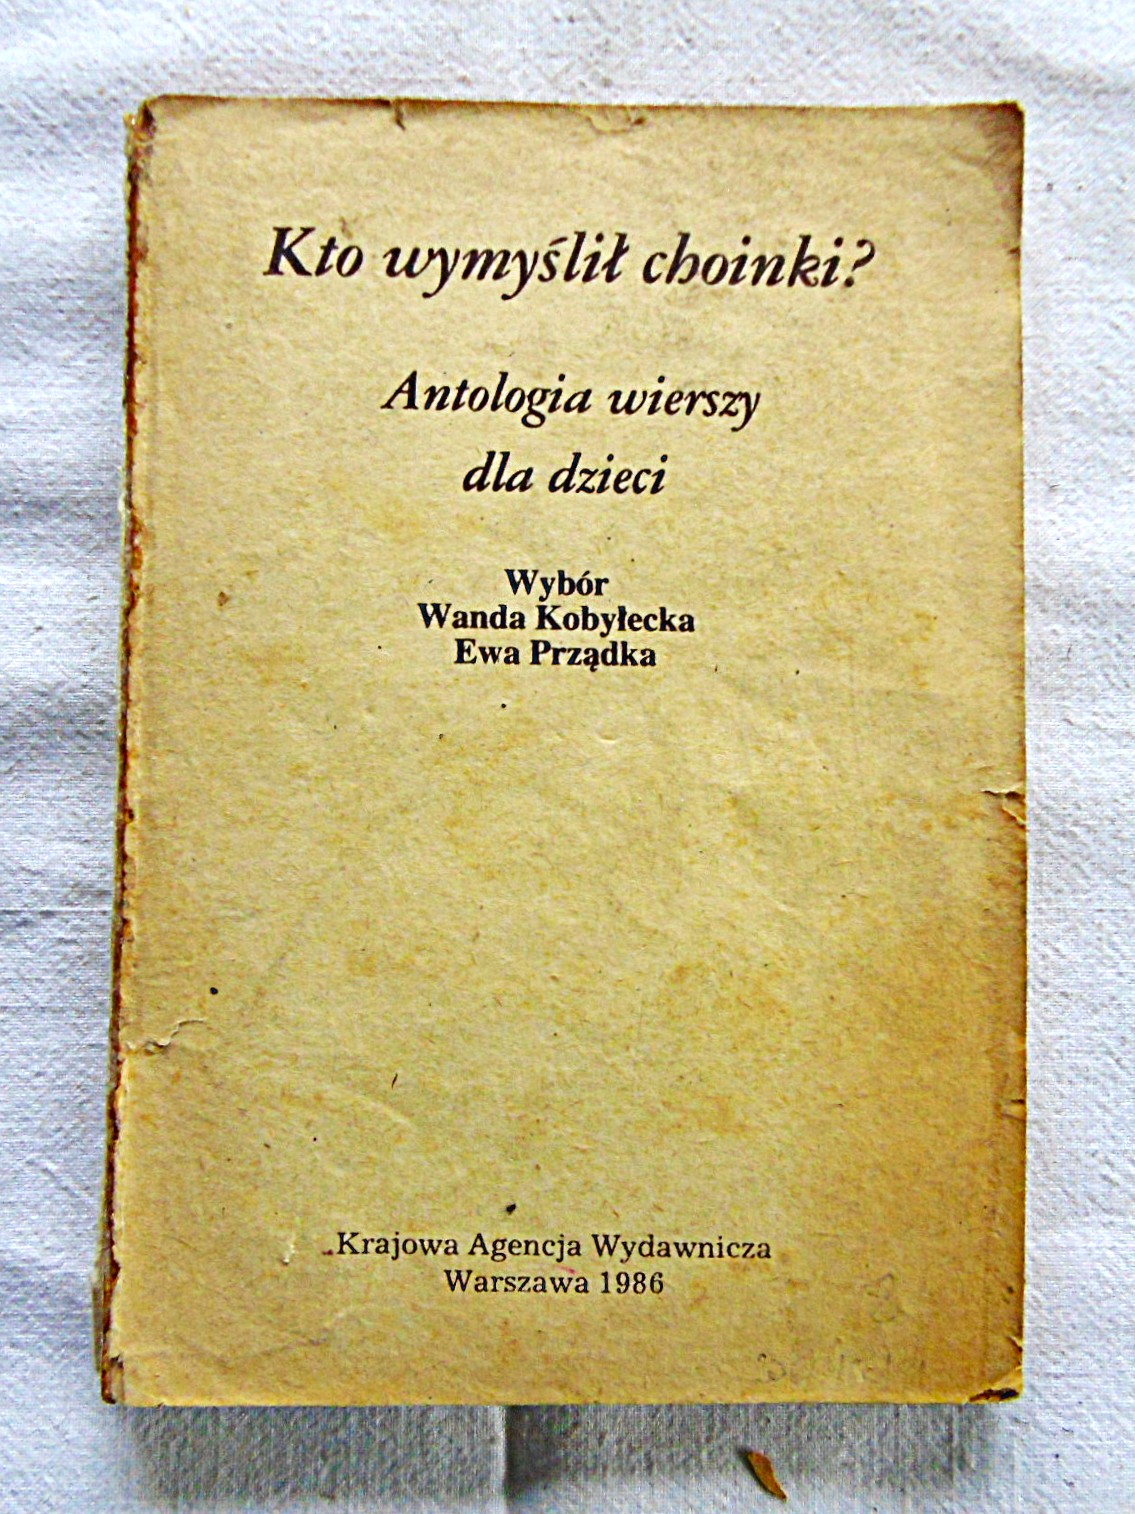 Kto wymyślił choinki?
Antologia wierszy
dla dzieci
Wybór
Wanda Kobyłecka
Ewa Prządka
Krajowa Agencja Wydawnicza
Warszawa 1986